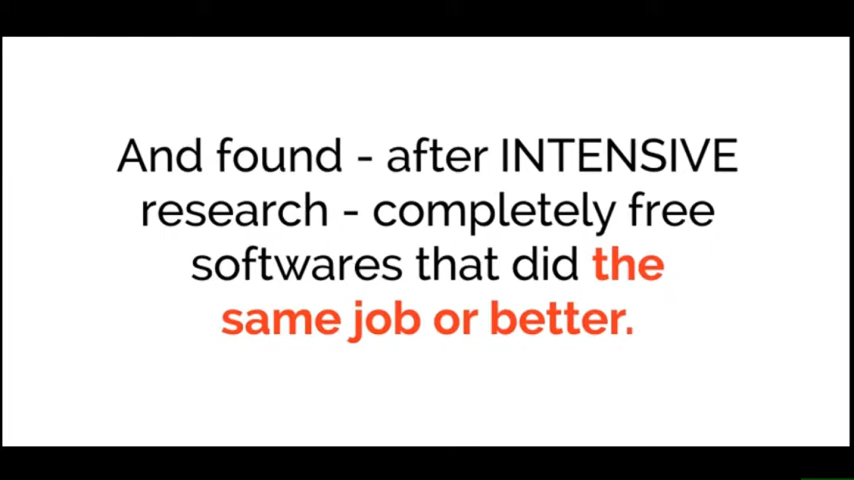 And found - after INTENSIVE
research - completely free
softwares that did the
same job or better.